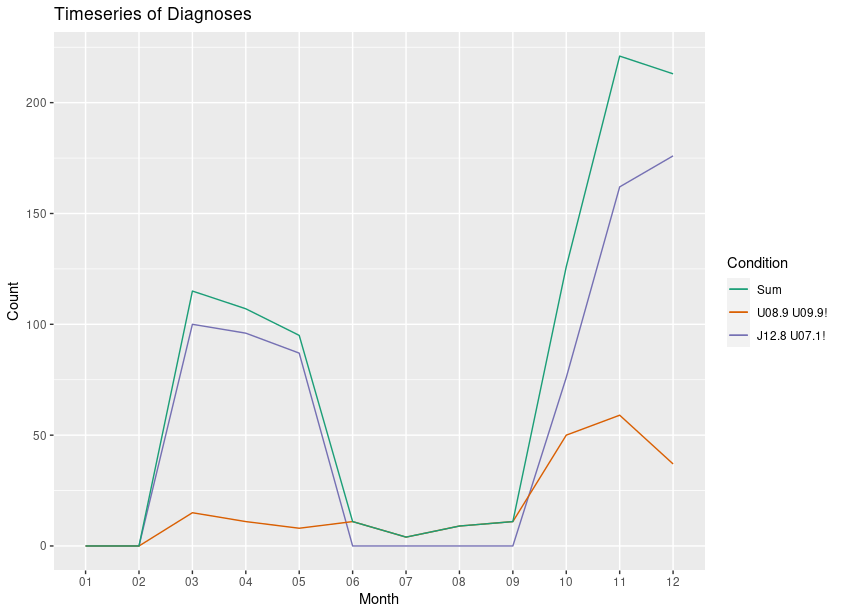 Timeseries of Diagnoses
Count
200
150
100
50
0
01 02 03 04 05 06 07 08 09 10 11 12
Month
Condition
Sum
U08.9 U09.9!
J12.8 U07.1!